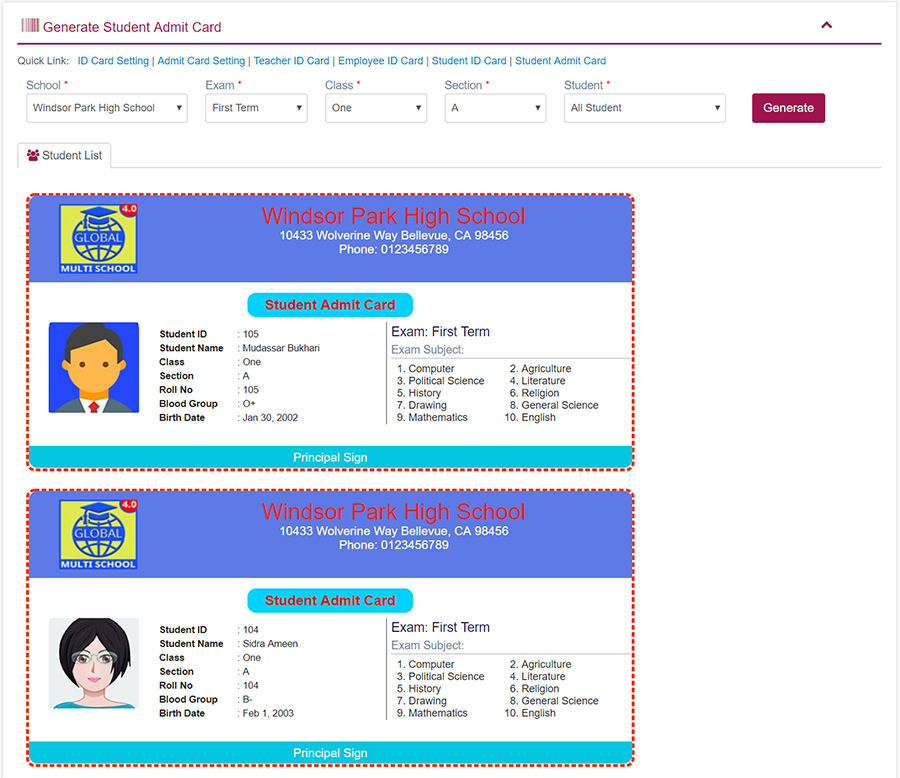 Generate Student Admit Card
Quick Link: ID Card Setting | Admit Card Setting | Teacher ID Card | Employee ID Card | Student ID Card | Student Admit Card
School * Exam * Class * Section * Student *
Windsor Park High School First Term One A All Student Generate
Student List
4.0
GLOBAL
MULTI SCHOOL
Windsor Park High School
10433 Wolverine Way Bellevue, CA 98456
Phone: 0123456789
Student Admit Card
Student ID : 105
Student Name : Mudassar Bukhari
Class : One
Section : A
Roll No : 105
Blood Group : O+
Birth Date : Jan 30, 2002
Exam: First Term
Exam Subject:
1. Computer 2. Agriculture
3. Political Science 4. Literature
5. History 6. Religion
7. Drawing 8. General Science
9. Mathematics 10. English
Principal Sign
4.0
GLOBAL
MULTI SCHOOL
Windsor Park High School
10433 Wolverine Way Bellevue, CA 98456
Phone: 0123456789
Student Admit Card
Student ID : 104
Student Name : Sidra Ameen
Class : One
Section : A
Roll No : 104
Blood Group : B-
Birth Date : Feb 1, 2003
Exam: First Term
Exam Subject:
1. Computer 2. Agriculture
3. Political Science 4. Literature
5. History 6. Religion
7. Drawing 8. General Science
9. Mathematics 10. English
Principal Sign